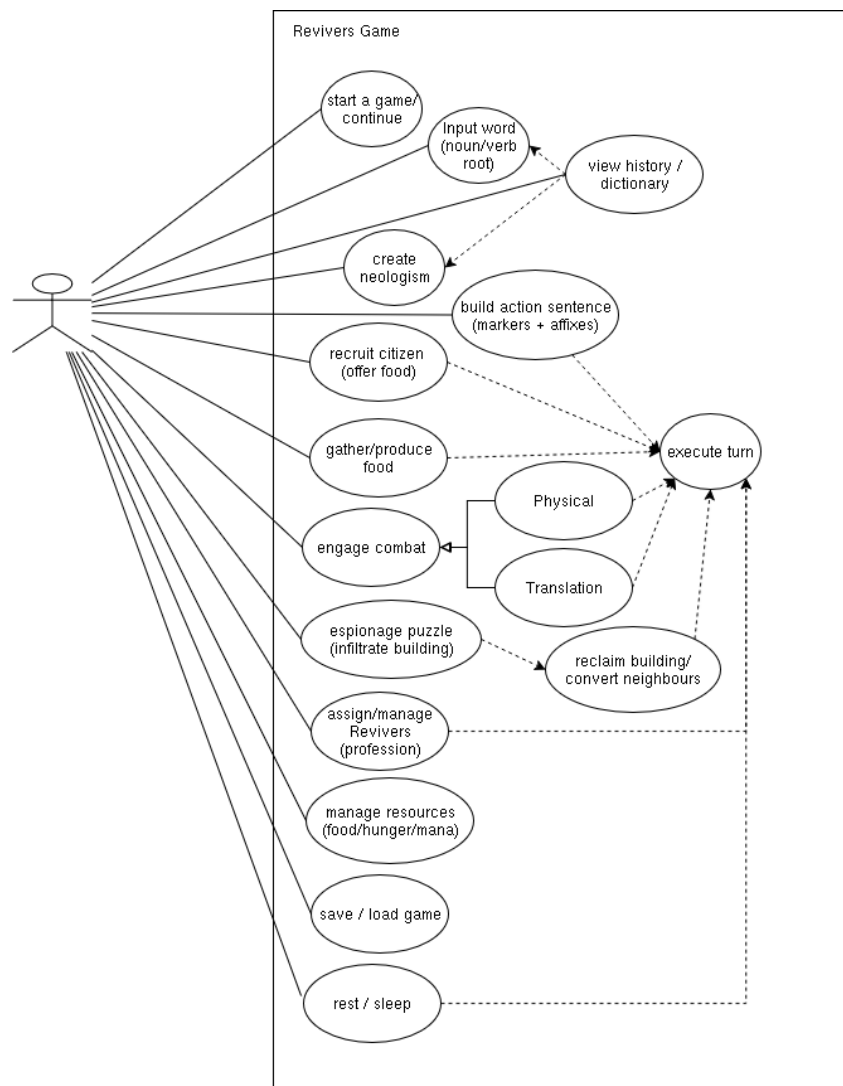 Revivers Game
start a game/
continue
Input word
(noun/verb
root)
view history /
dictionary
create
neologism
build action sentence
(markers + affixes)
recruit citizen
(offer food)
gather/produce
food
execute turn
Physical
engage combat
Translation
espionage puzzle
(infiltrate building)
reclaim building/
convert neighbours
assign/manage
Revivers
(profession)
manage resources
(food/hunger/mana)
save / load game
rest / sleep